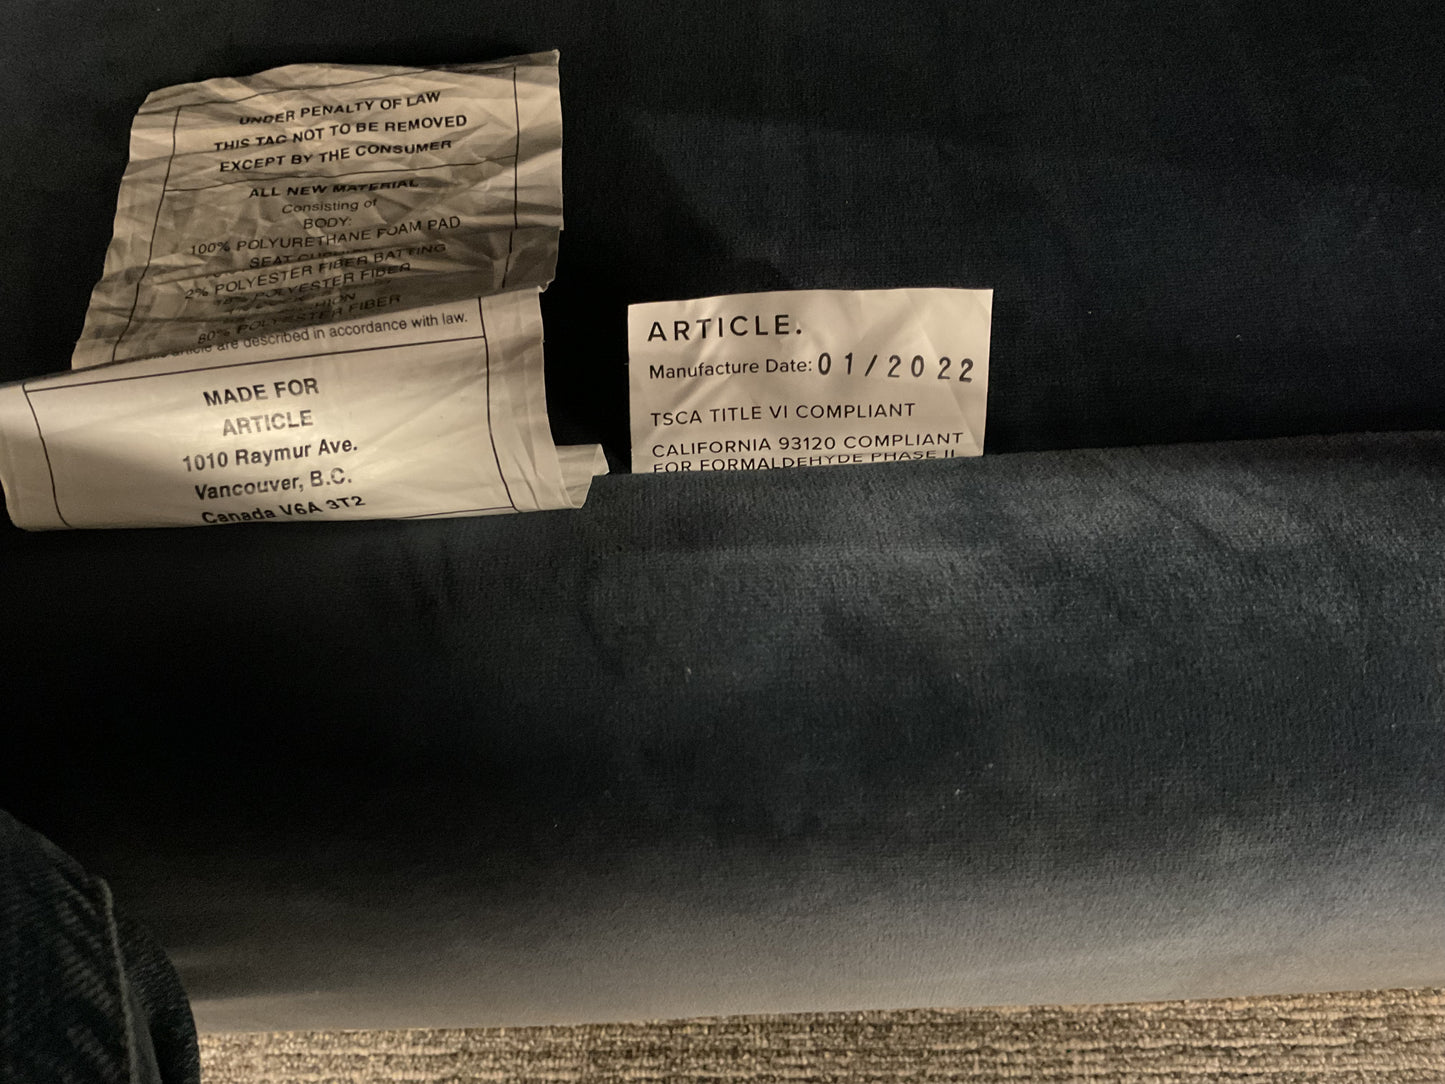 UNDER PENALTY OF LAW
THIS TAG NOT TO BE REMOVED
EXCEPT BY THE CONSUMER
ALL NEW MATERIAL
Consisting of
BODY:
100% POLYURETHANE FOAM PAD
SEAT
2% POLYESTER FIBER BATTING
POLYESTER FIBER
80% POLYESTER FIBER
are described in accordance with law.
MADE FOR
ARTICLE
1010 Raymur Ave.
Vancouver, B.C.
Canada V6A 3T2
ARTICLE.
Manufacture Date: 01/2022
TSCA TITLE VI COMPLIANT
CALIFORNIA 93120 COMPLIANT
FOR FORMALDEHYDE PHASE II